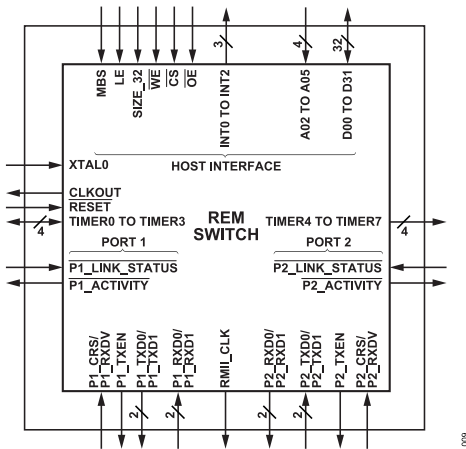 3
4
32
MBS
LE
SIZE_32
WE
CS
OE
INT0 TO INT2
A02 TO A05
D00 TO D31
HOST INTERFACE
XTAL0
CLKOUT
RESET
TIMER0 TO TIMER3
4
REM
SWITCH
TIMER4 TO TIMER7
4
PORT 1
PORT 2
P1_LINK_STATUS
P1_ACTIVITY
P2_LINK_STATUS
P2_ACTIVITY
P1_CRS/
P1_RXDV
P1_TXEN
P1_TXD0/
P1_TXD1
P1_RXD0/
P1_RXD1
RMII_CLK
P2_RXD0/
P2_RXD1
P2_TXD0/
P2_TXD1
P2_TXEN
P2_CRS/
P2_RXDV
2
2
2
2
009